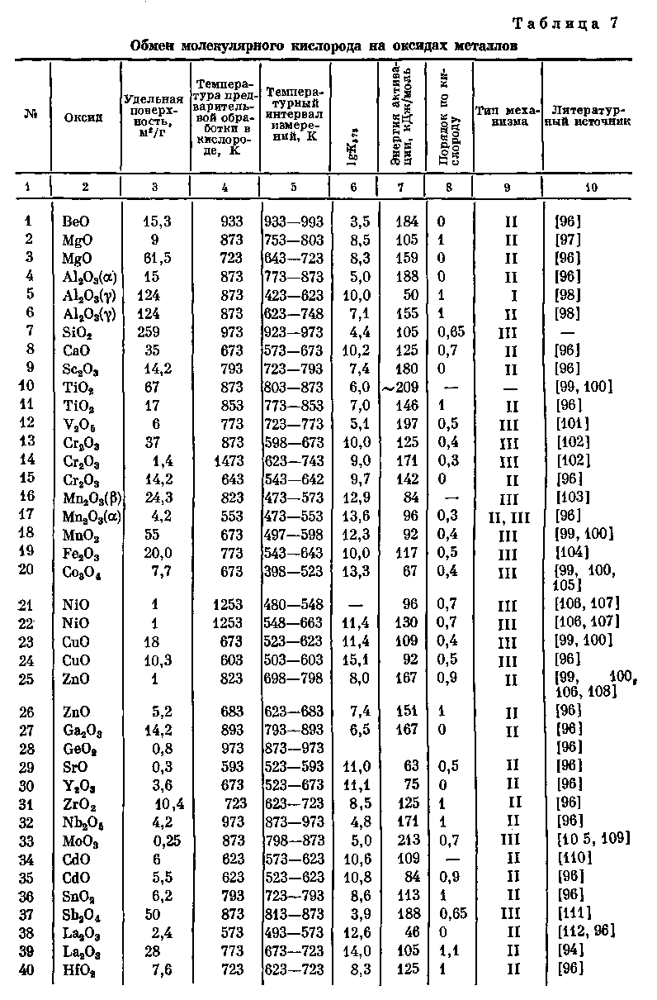 Таблица 7
Обмен молекулярного кислорода на оксидах металлов
№ Оксид Удельная поверх-ность, м²/г Темпера-тура пред-варитель-ной обра-ботки в кислоро-де, К Темпера-турный интервал измере-ний, К lgK₆₇₃ Энергия актива-ции, кДж/моль Порядок по ки-слороду Тип меха-низма Литератур-ный источник
1 2 3 4 5 6 7 8 9 10
1 BeO 15,3 933 933—993 3,5 184 0 II [96]
2 MgO 9 873 753—803 8,5 105 1 II [97]
3 MgO 61,5 723 643—723 8,3 159 0 II [96]
4 Al₂O₃(α) 15 873 773—873 5,0 188 0 II [96]
5 Al₂O₃(γ) 124 873 423—623 10,0 50 1 I [98]
6 Al₂O₃(γ) 124 873 623—748 7,1 155 1 II [98]
7 SiO₂ 259 973 923—973 4,4 105 0,65 III —
8 CaO 35 673 573—673 10,2 125 0,7 II [96]
9 Sc₂O₃ 14,2 793 723—793 7,4 180 0 II [96]
10 TiO₂ 67 873 803—873 6,0 ~209 — — [99, 100]
11 TiO₂ 17 853 773—853 7,0 146 1 II [96]
12 V₂O₅ 6 773 723—773 5,1 197 0,5 III [101]
13 Cr₂O₃ 37 873 598—673 10,0 125 0,4 III [102]
14 Cr₂O₃ 1,4 1473 623—743 9,0 171 0,3 III [102]
15 Cr₂O₃ 14,2 643 543—642 9,7 142 0 II [96]
16 Mn₂O₃(β) 24,3 823 473—573 12,9 84 — III [103]
17 Mn₂O₃(α) 4,2 553 473—553 13,6 96 0,3 II, III [96]
18 MnO₂ 55 673 497—598 12,3 92 0,4 III [99, 100]
19 Fe₂O₃ 20,0 773 543—643 10,0 117 0,5 III [104]
20 Co₃O₄ 7,7 673 398—523 13,3 67 0,4 III [99, 100,
105]
21 NiO 1 1253 480—548 — 96 0,7 III [106, 107]
22 NiO 1 1253 548—663 11,4 130 0,7 III [106, 107]
23 CuO 18 673 523—623 11,4 109 0,4 III [99, 100]
24 CuO 10,3 603 503—603 15,1 92 0,5 III [96]
25 ZnO 1 823 698—798 8,0 167 0,9 II [99, 100,
106, 108]
26 ZnO 5,2 683 623—683 7,4 151 1 II [96]
27 Ga₂O₃ 14,2 893 793—893 6,5 167 0 II [96]
28 GeO₂ 0,8 973 873—973 [96]
29 SrO 0,3 593 523—593 11,0 63 0,5 II [96]
30 Y₂O₃ 3,6 673 523—673 11,1 75 0 II [96]
31 ZrO₂ 10,4 723 623—723 8,5 125 1 II [96]
32 Nb₂O₅ 4,2 973 873—973 4,8 171 1 II [96]
33 MoO₃ 0,25 873 798—873 5,0 213 0,7 III [10 5, 109]
34 CdO 6 623 573—623 10,6 109 — II [110]
35 CdO 5,5 623 523—623 10,8 84 0,9 II [96]
36 SnO₂ 6,2 793 723—793 8,6 113 1 II [96]
37 Sb₂O₄ 50 873 813—873 3,9 188 0,65 III [111]
38 La₂O₃ 2,4 573 493—573 12,6 46 0 II [112, 96]
39 La₂O₃ 28 773 673—723 14,0 105 1,1 II [94]
40 HfO₂ 7,6 723 623—723 8,3 125 1 II [96]